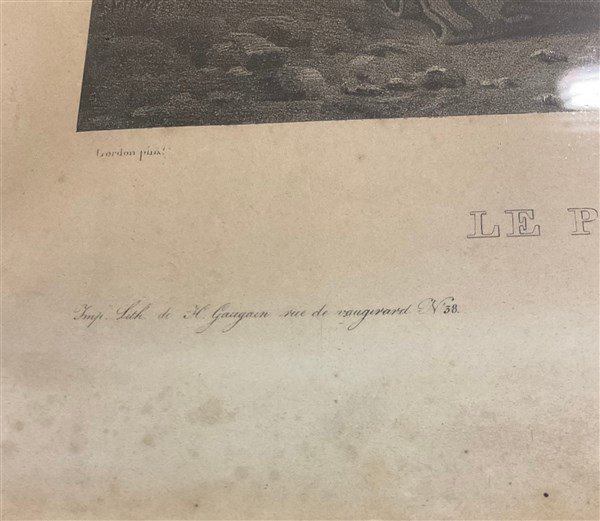 Gordon pinx.t
LE P
Imp. Lith. de H. Gaugain rue de vaugirard N.° 38.